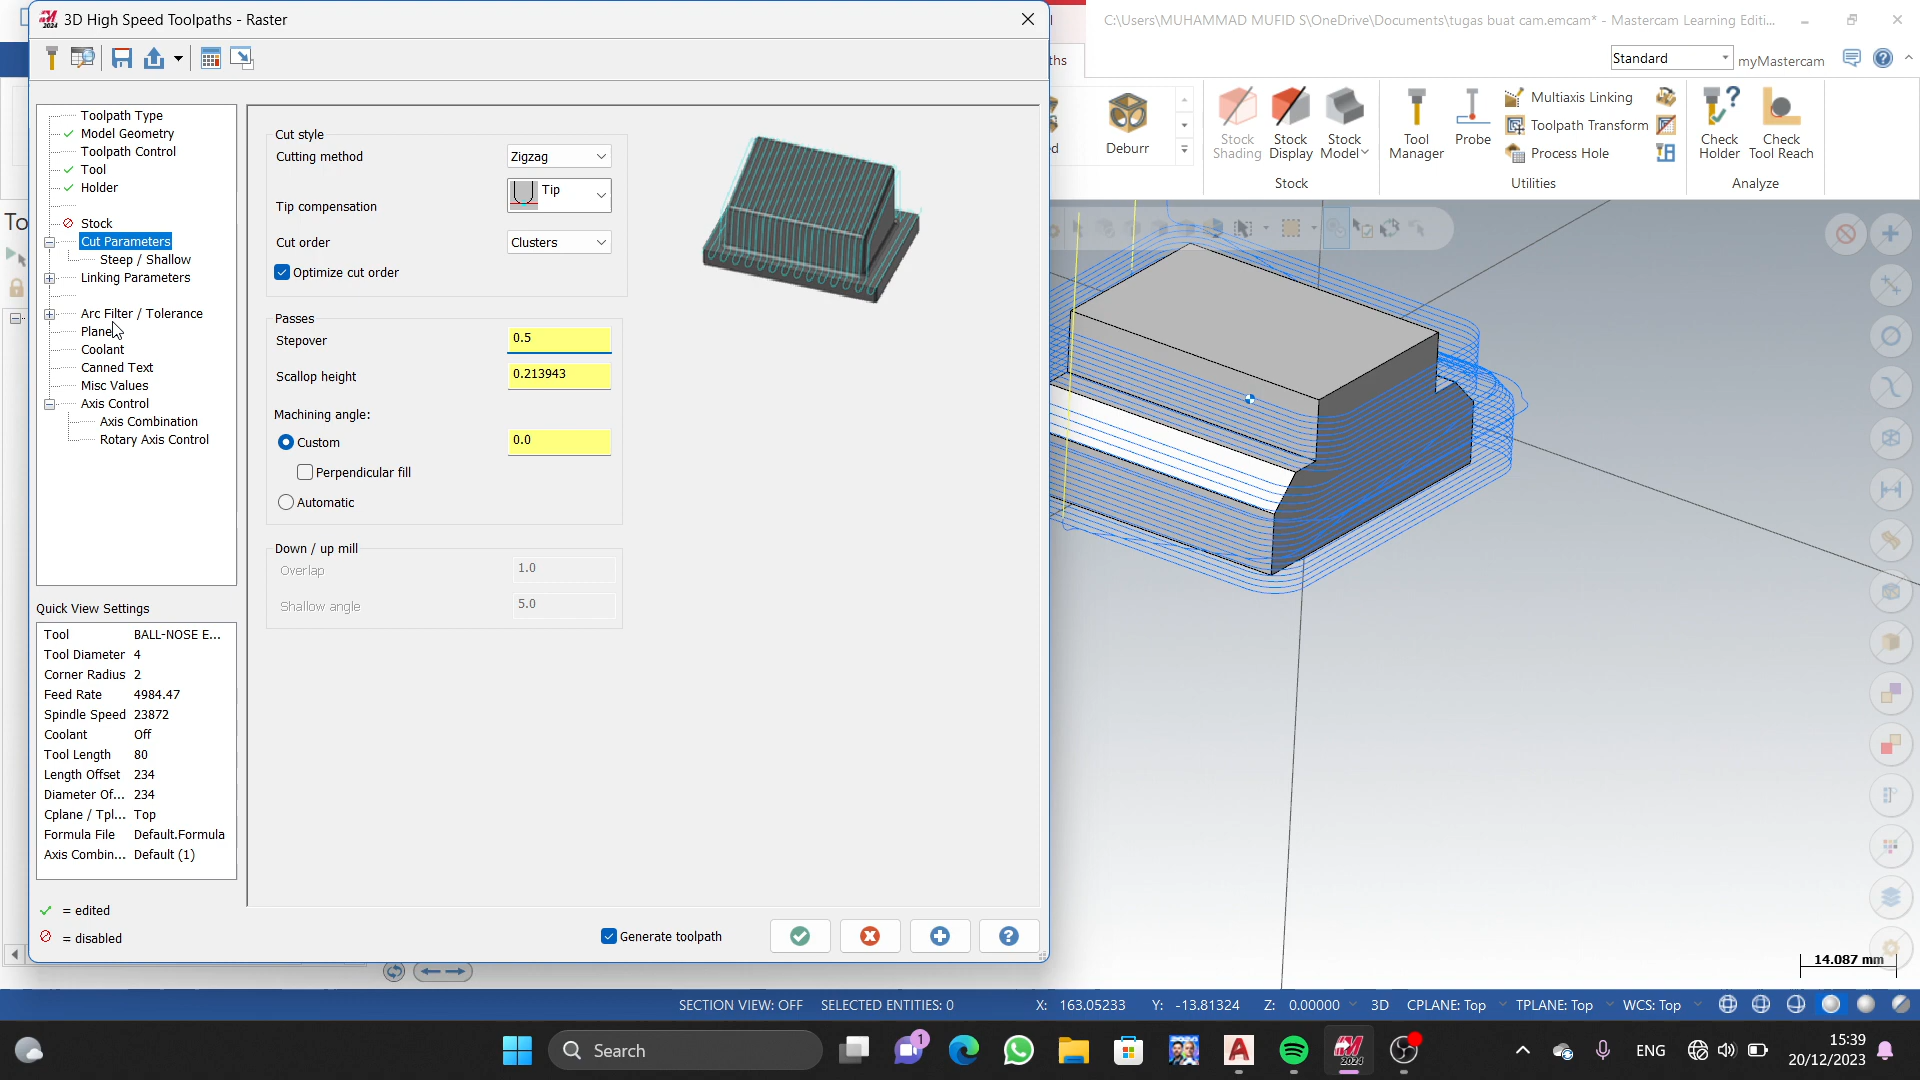 3D High Speed Toolpaths - Raster
C:\Users\MUHAMMAD MUFID S\OneDrive\Documents\tugas buat cam.emcam* - Mastercam Learning Editi...
Standard
myMastercam
Toolpath Type
Model Geometry
Toolpath Control
Tool
Holder
Stock
Cut Parameters
Steep / Shallow
Linking Parameters
Arc Filter / Tolerance
Planes
Coolant
Canned Text
Misc Values
Axis Control
Axis Combination
Rotary Axis Control
Cut style
Cutting method
Zigzag
Tip compensation
Tip
Cut order
Clusters
Optimize cut order
Passes
Stepover
0.5
Scallop height
0.213943
Machining angle:
Custom
0.0
Perpendicular fill
Automatic
Down / up mill
Overlap
1.0
Shallow angle
5.0
Quick View Settings
Tool BALL-NOSE E...
Tool Diameter 4
Corner Radius 2
Feed Rate 4984.47
Spindle Speed 23872
Coolant Off
Tool Length 80
Length Offset 234
Diameter Of... 234
Cplane / Tpl... Top
Formula File Default.Formula
Axis Combin... Default (1)
= edited
= disabled
Generate toolpath
Deburr
Stock Shading
Stock Display
Stock Model
Stock
Tool Manager
Probe
Multiaxis Linking
Toolpath Transform
Process Hole
Utilities
Check Holder
Check Tool Reach
Analyze
14.087 mm
SECTION VIEW: OFF SELECTED ENTITIES: 0 X: 163.05233 Y: -13.81324 Z: 0.00000 3D CPLANE: Top TPLANE: Top WCS: Top
Search
1
2024
ENG
15:39
20/12/2023